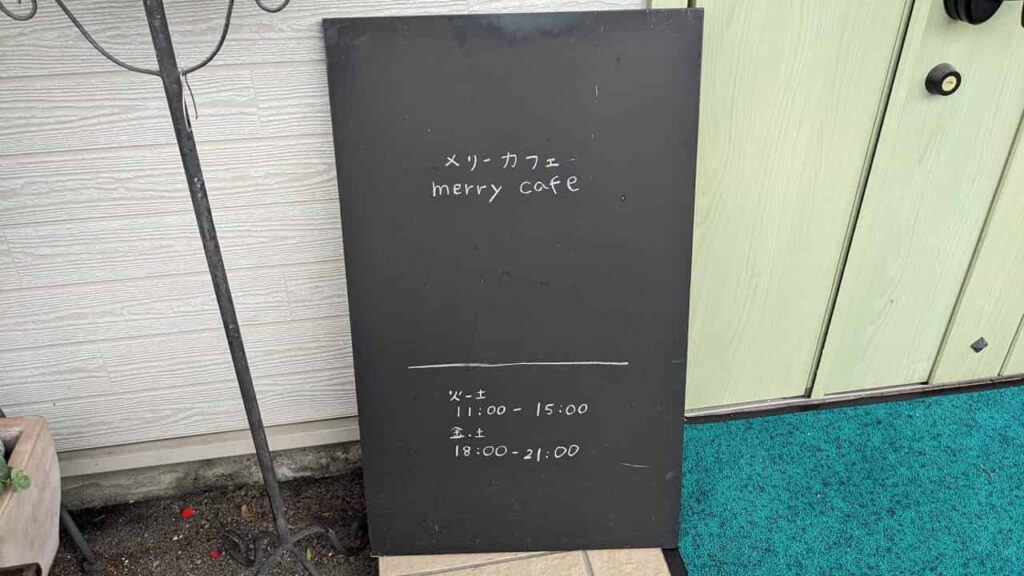 メリーカフェ
merry cafe
火-土
11:00 - 15:00
金.土
18:00 - 21:00